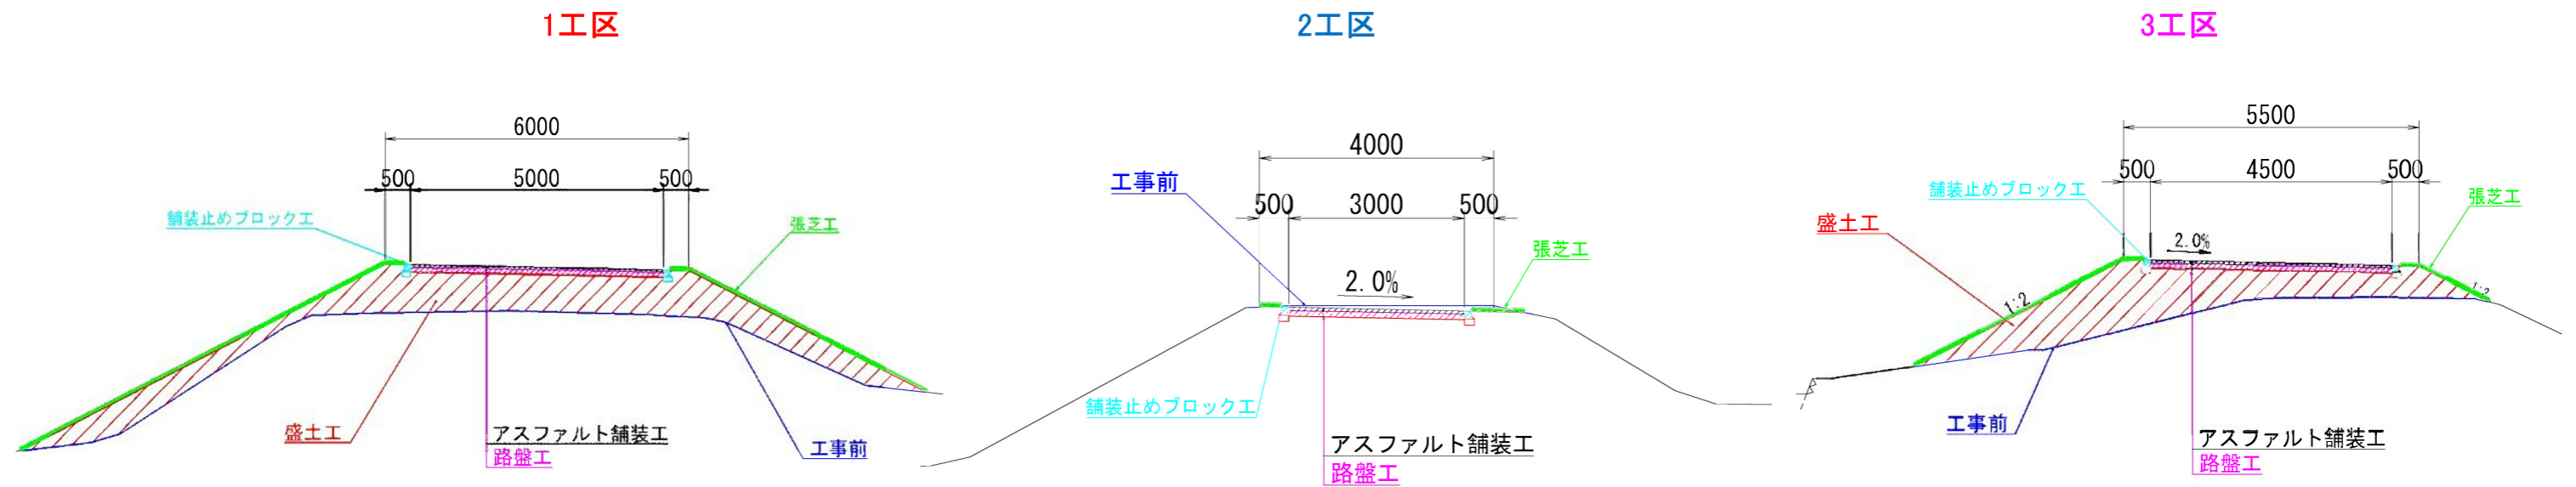 1工区
6000
500
5000
500
舗装止めブロック工
張芝工
盛土工
アスファルト舗装工
路盤工
工事前
2工区
4000
工事前
500
3000
500
張芝工
2.0%
舗装止めブロック工
アスファルト舗装工
路盤工
3工区
5500
500
4500
500
舗装止めブロック工
張芝工
盛土工
2.0%
1:2
1:2
工事前
アスファルト舗装工
路盤工